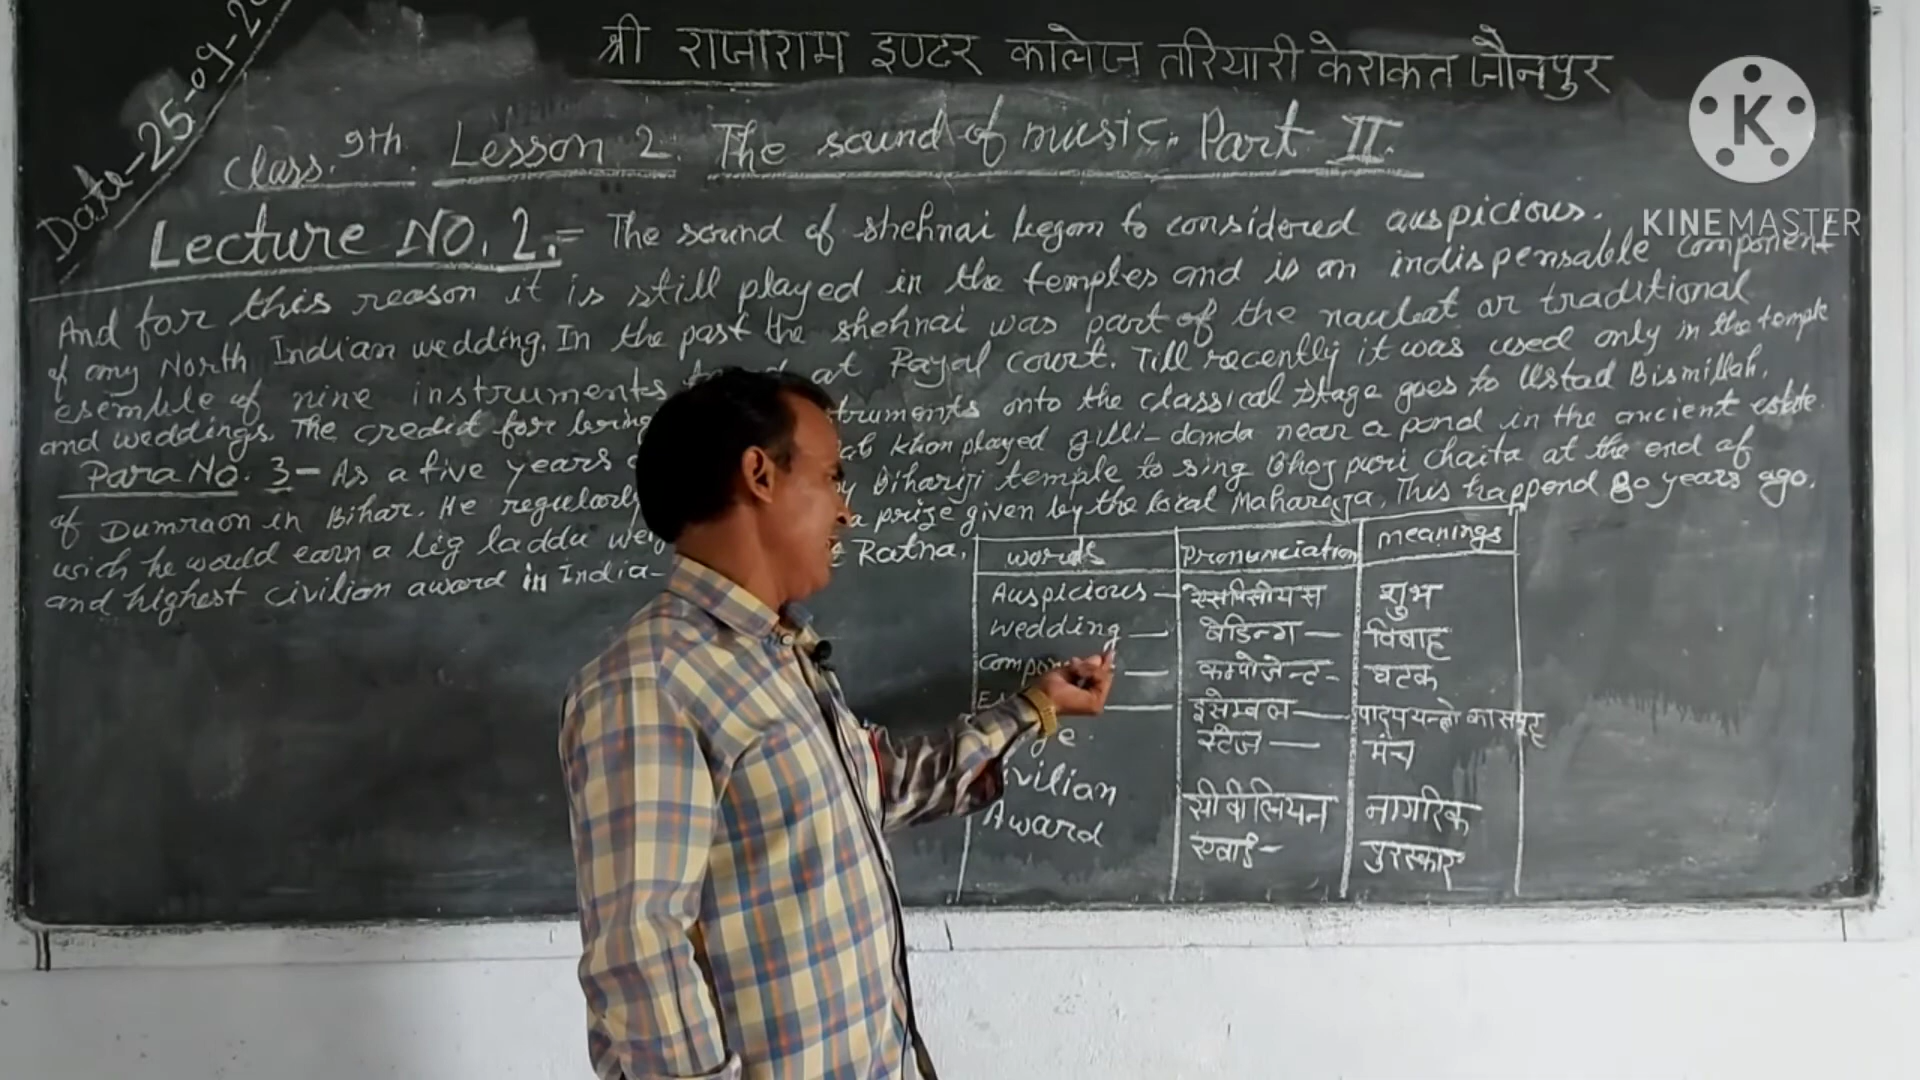 श्री राजाराम इण्टर कालेज तरियारी केराकत जौनपुर
Date-25-09-20
Class. 9th. Lesson 2. The sound of music. Part II.
K
KINEMASTER
Lecture NO. 2.= The sound of shehnai began to considered auspicious.
And for this reason it is still played in the temples and is an indispensable component
of any North Indian wedding. In the past the shehnai was part of the naubat or traditional
esemble of nine instruments at Royal court. Till recently it was used only in the temple
and weddings. The credit for bring truments onto the classical stage goes to Ustad Bismillah.
Para NO. 3- As a five years khan played gilli-danda near a pond in the ancient estate
of Dumraon in Bihar. He regularly Bihariji temple to sing Bhojpuri Chaita at the end of
wich he would earn a big laddu a prize given by the local Maharaja. This happend 80 years ago.
and highest civilian award in India- Ratna.
words pronunciation meanings
Auspicious- शुभ
Wedding- वेडिन्ग- विवाह
कम्पोजेन्ट- घटक
इसेम्बल-
स्टेज- मंच
ivilian सीवीलियन नागरिक
Award एवार्ड- पुरस्कार